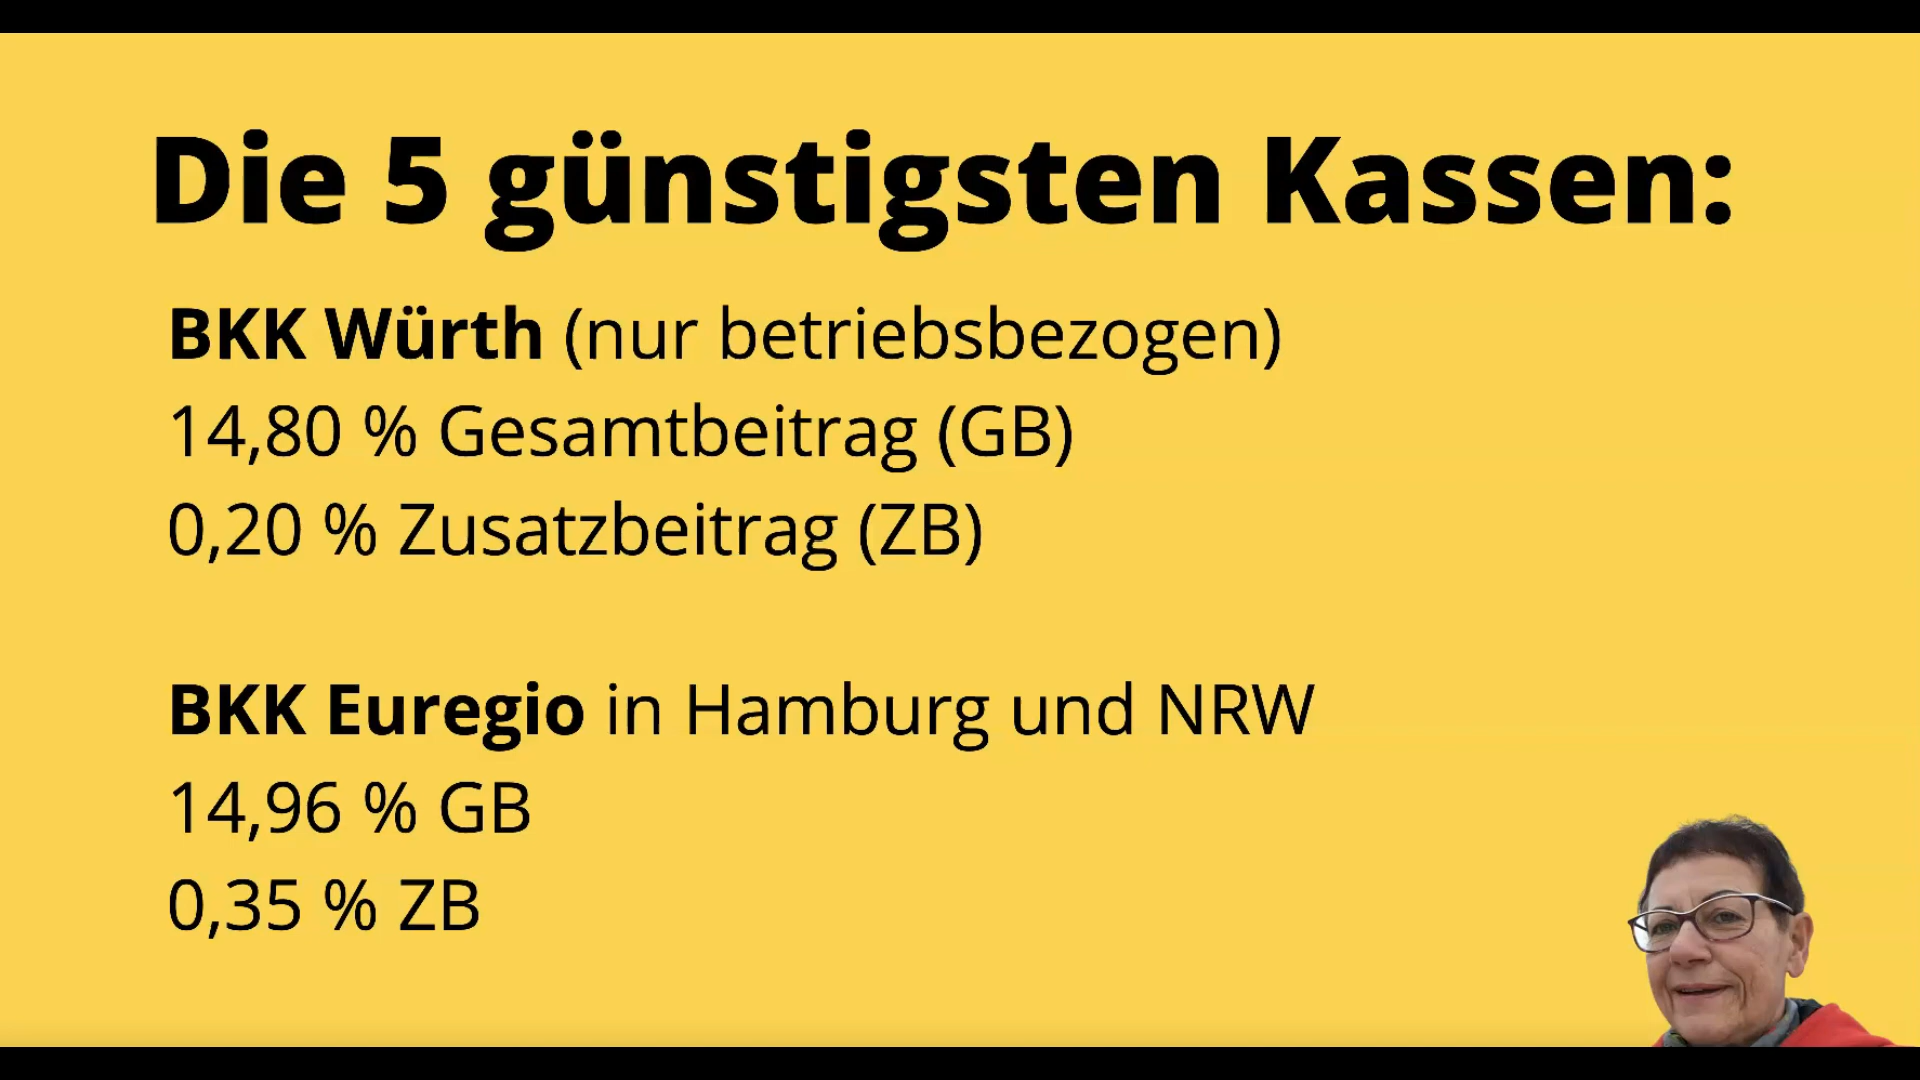 Die 5 günstigsten Kassen:
BKK Würth (nur betriebsbezogen)
14,80 % Gesamtbeitrag (GB)
0,20 % Zusatzbeitrag (ZB)
BKK Euregio in Hamburg und NRW
14,96 % GB
0,35 % ZB